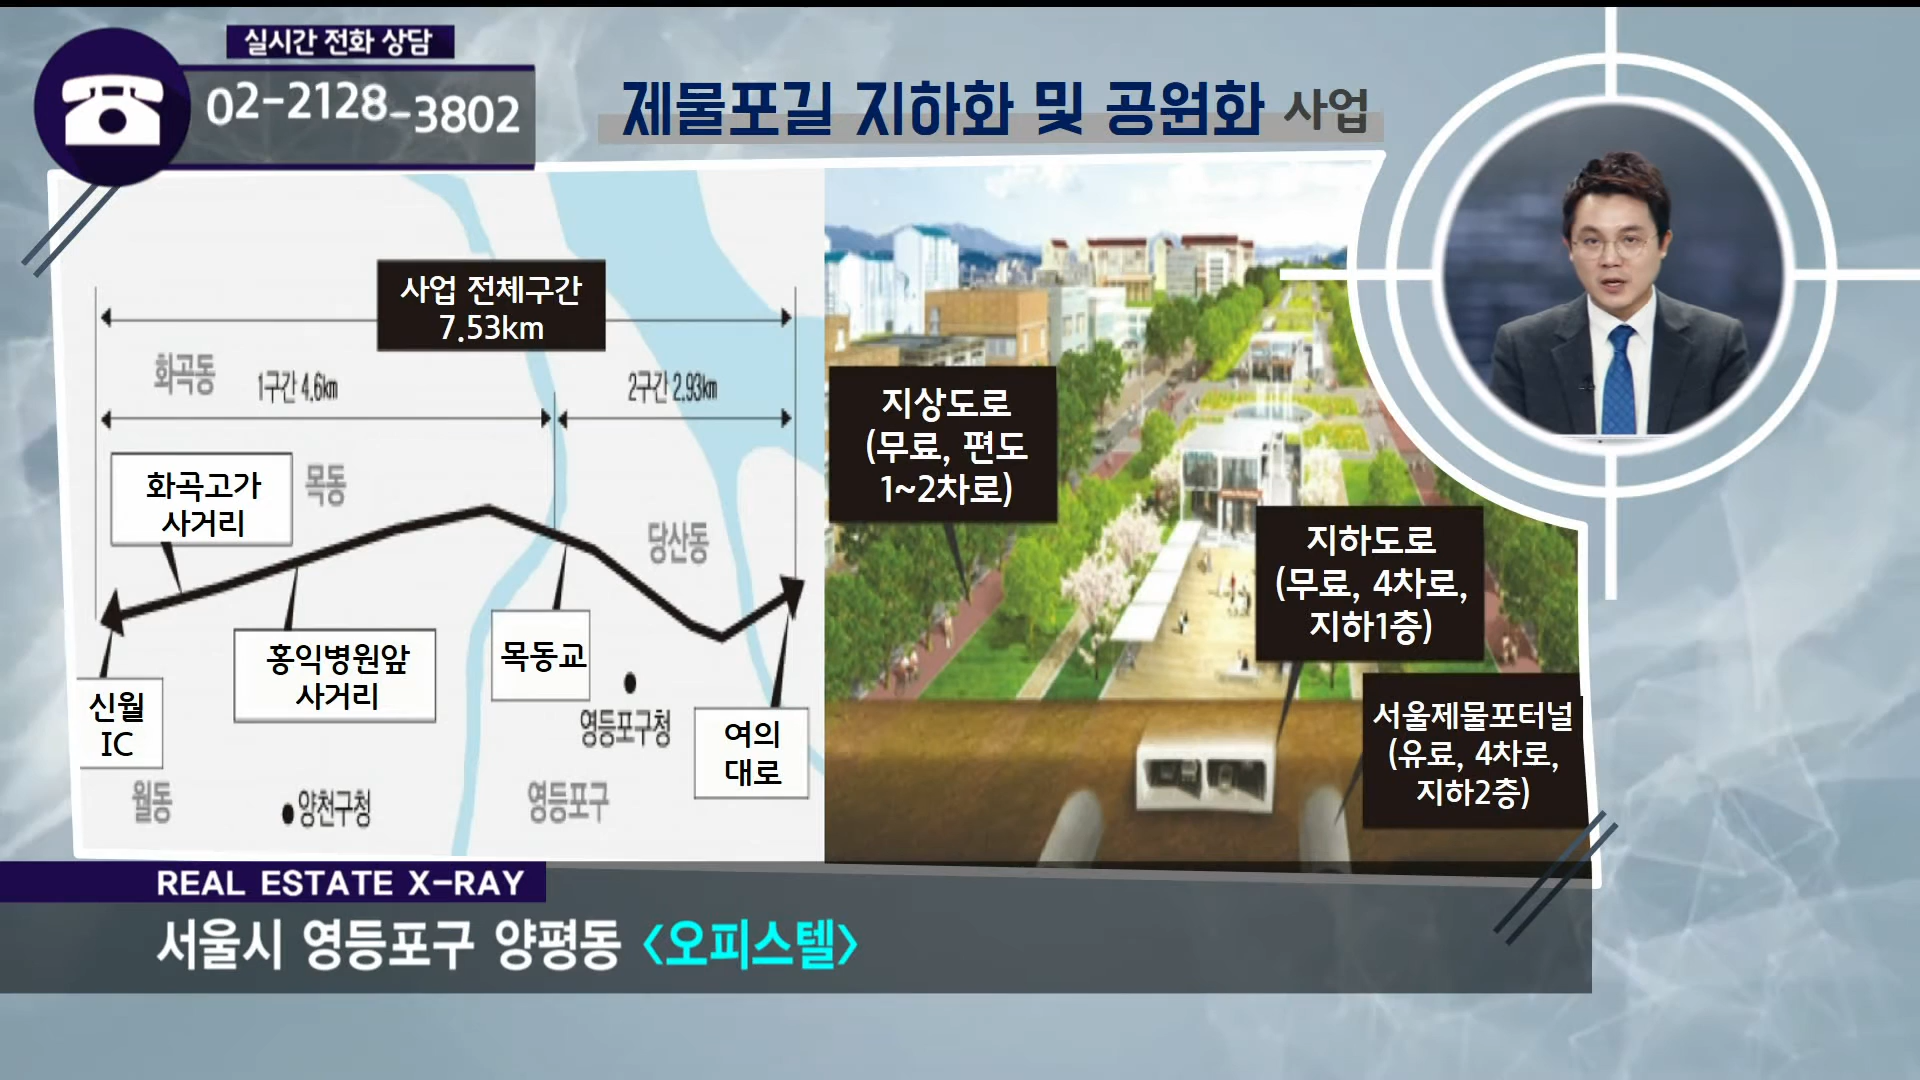 실시간 전화 상담
02-2128-3802
제물포길 지하화 및 공원화 사업
사업 전체구간
7.53km
화곡동
1구간 4.6km
2구간 2.93km
화곡고가
사거리
목동
당산동
홍익병원앞
사거리
목동교
신월
IC
영등포구청
여의
대로
월동
양천구청
영등포구
지상도로
(무료, 편도
1~2차로)
지하도로
(무료, 4차로,
지하1층)
서울제물포터널
(유료, 4차로,
지하2층)
REAL ESTATE X-RAY
서울시 영등포구 양평동 <오피스텔>